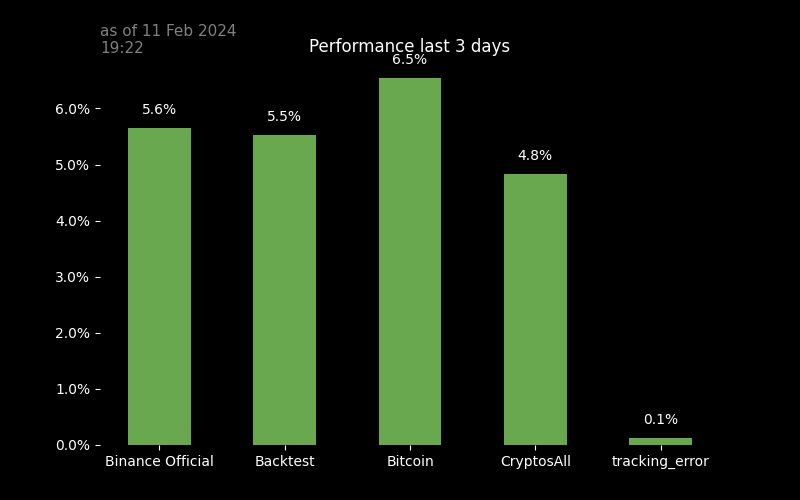 as of 11 Feb 2024
19:22
Performance last 3 days
6.5%
6.0%
5.6%
5.5%
5.0%
4.8%
4.0%
3.0%
2.0%
1.0%
0.1%
0.0%
Binance Official
Backtest
Bitcoin
CryptosAll
tracking_error